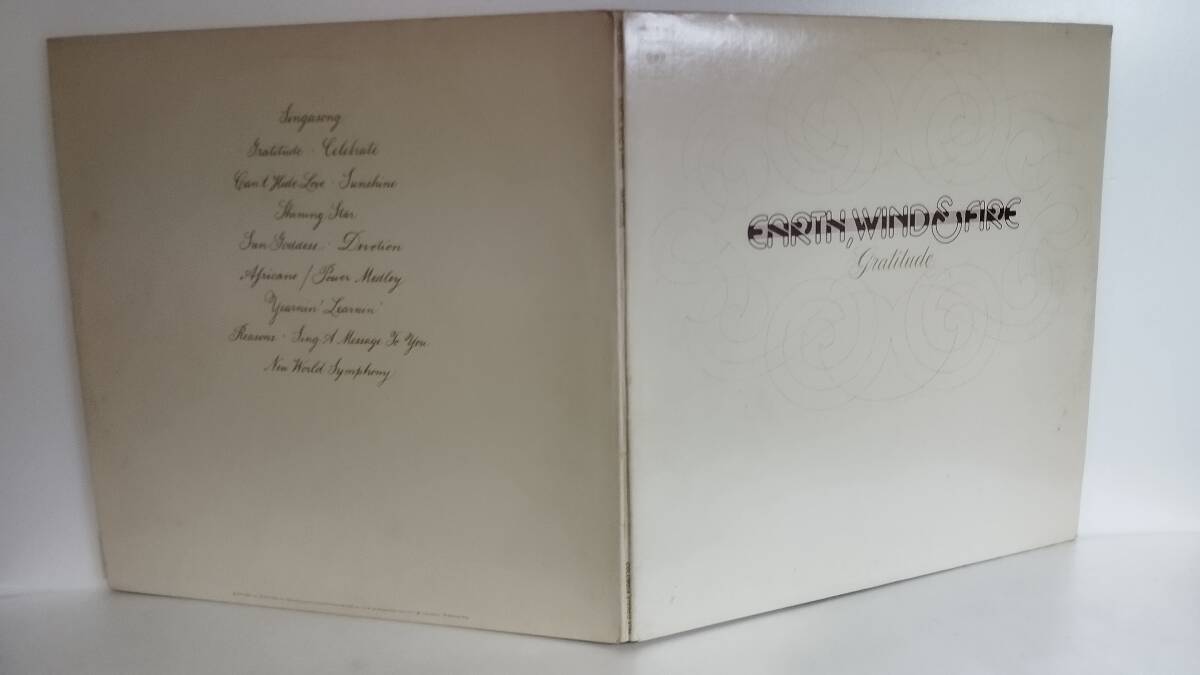 Singasong
Gratitude · Celebrate
Can't Hide Love · Sunshine
Shining Star
Sun Goddess · Devotion
Africano / Power Medley
Yearnin' Learnin'
Reasons · Sing A Message To You
New World Symphony
EARTH, WIND & FIRE
Gratitude